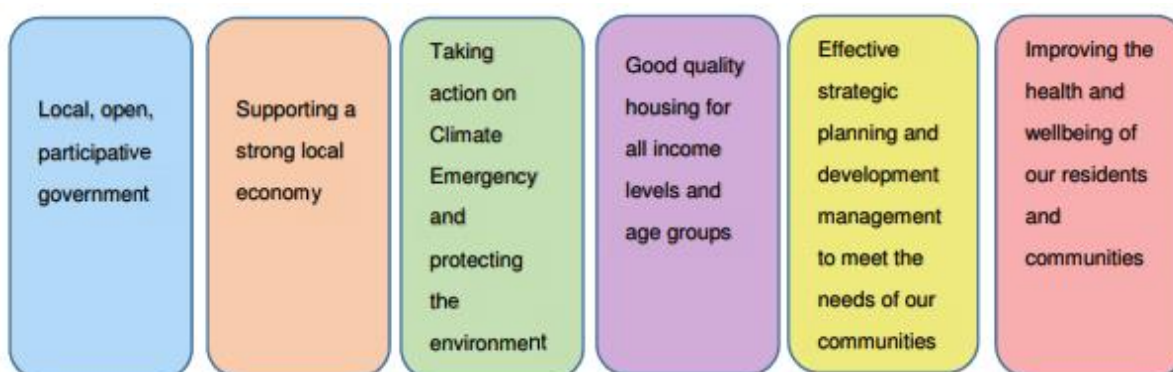 Local, open,
participative
government
Supporting a
strong local
economy
Taking
action on
Climate
Emergency
and
protecting
the
environment
Good quality
housing for
all income
levels and
age groups
Effective
strategic
planning and
development
management
to meet the
needs of our
communities
Improving the
health and
wellbeing of
our residents
and
communities